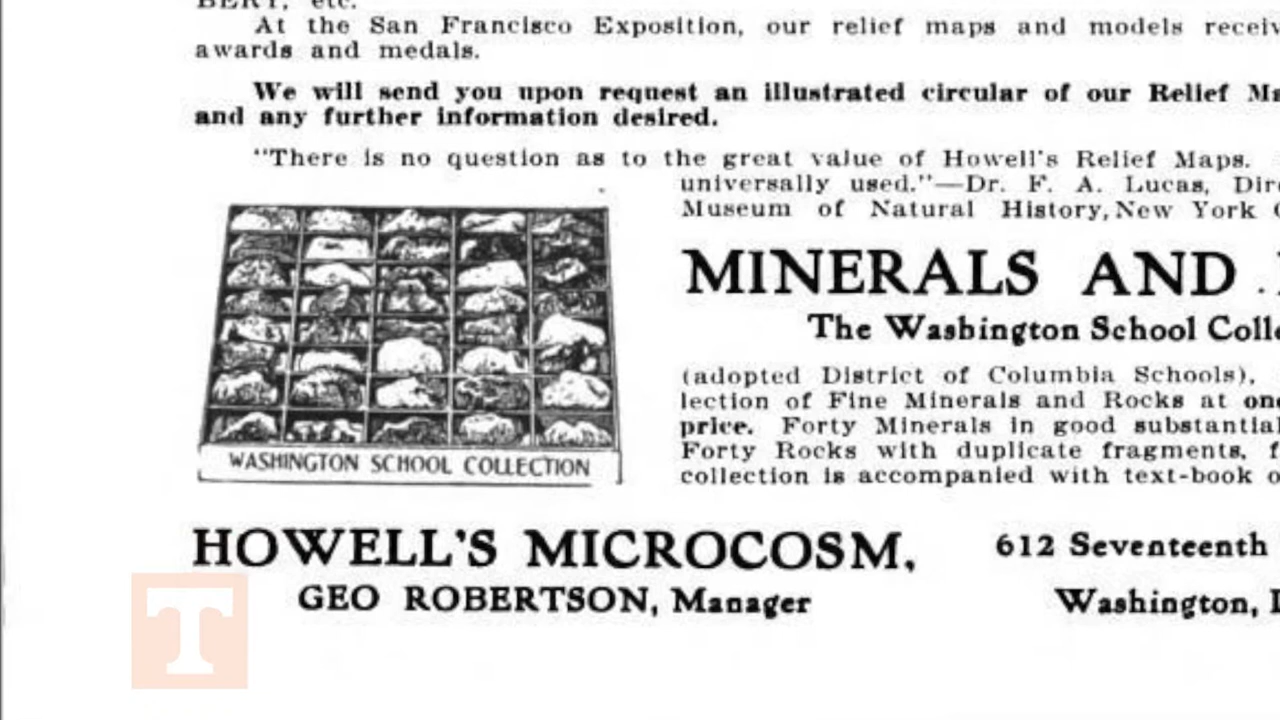 BERT, etc.
At the San Francisco Exposition, our relief maps and models
awards and medals.
We will send you upon request an illustrated circular of our Relief
and any further information desired.
"There is no question as to the great value of Howell's Relief Maps.
universally used."—Dr. F. A. Lucas,
Museum of Natural History, New York
MINERALS AND
The Washington School
(adopted District of Columbia Schools),
lection of Fine Minerals and Rocks at
price. Forty Minerals in good substantial
Forty Rocks with duplicate fragments,
collection is accompanied with text-book
WASHINGTON SCHOOL COLLECTION
HOWELL'S MICROCOSM,
612 Seventeenth
GEO ROBERTSON, Manager
Washington,
T